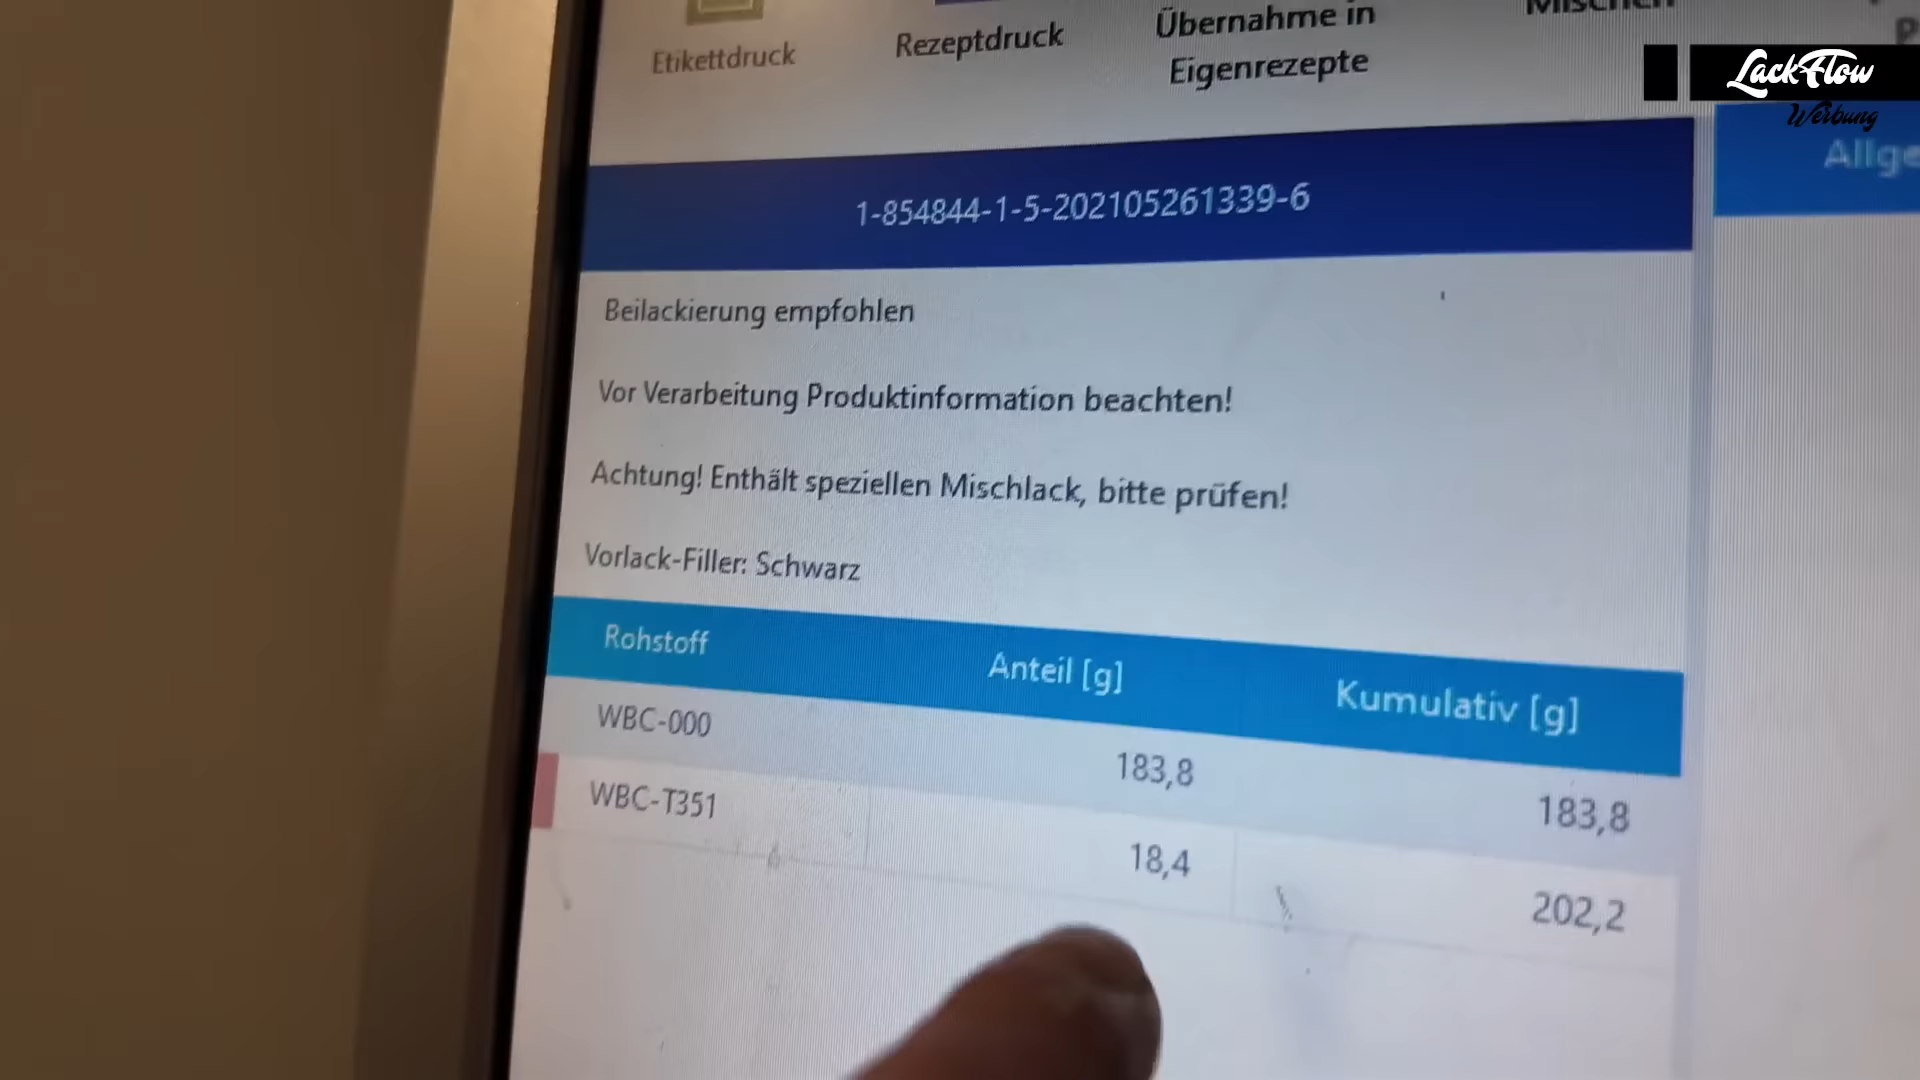 Etikettdruck
Rezeptdruck
Übernahme in
Eigenrezepte
Mischen
LackFlow
Werbung
1-854844-1-5-202105261339-6
Beilackierung empfohlen
Vor Verarbeitung Produktinformation beachten!
Achtung! Enthält speziellen Mischlack, bitte prüfen!
Vorlack-Filler: Schwarz
Rohstoff Anteil [g] Kumulativ [g]
WBC-000 183,8 183,8
WBC-T351 18,4 202,2